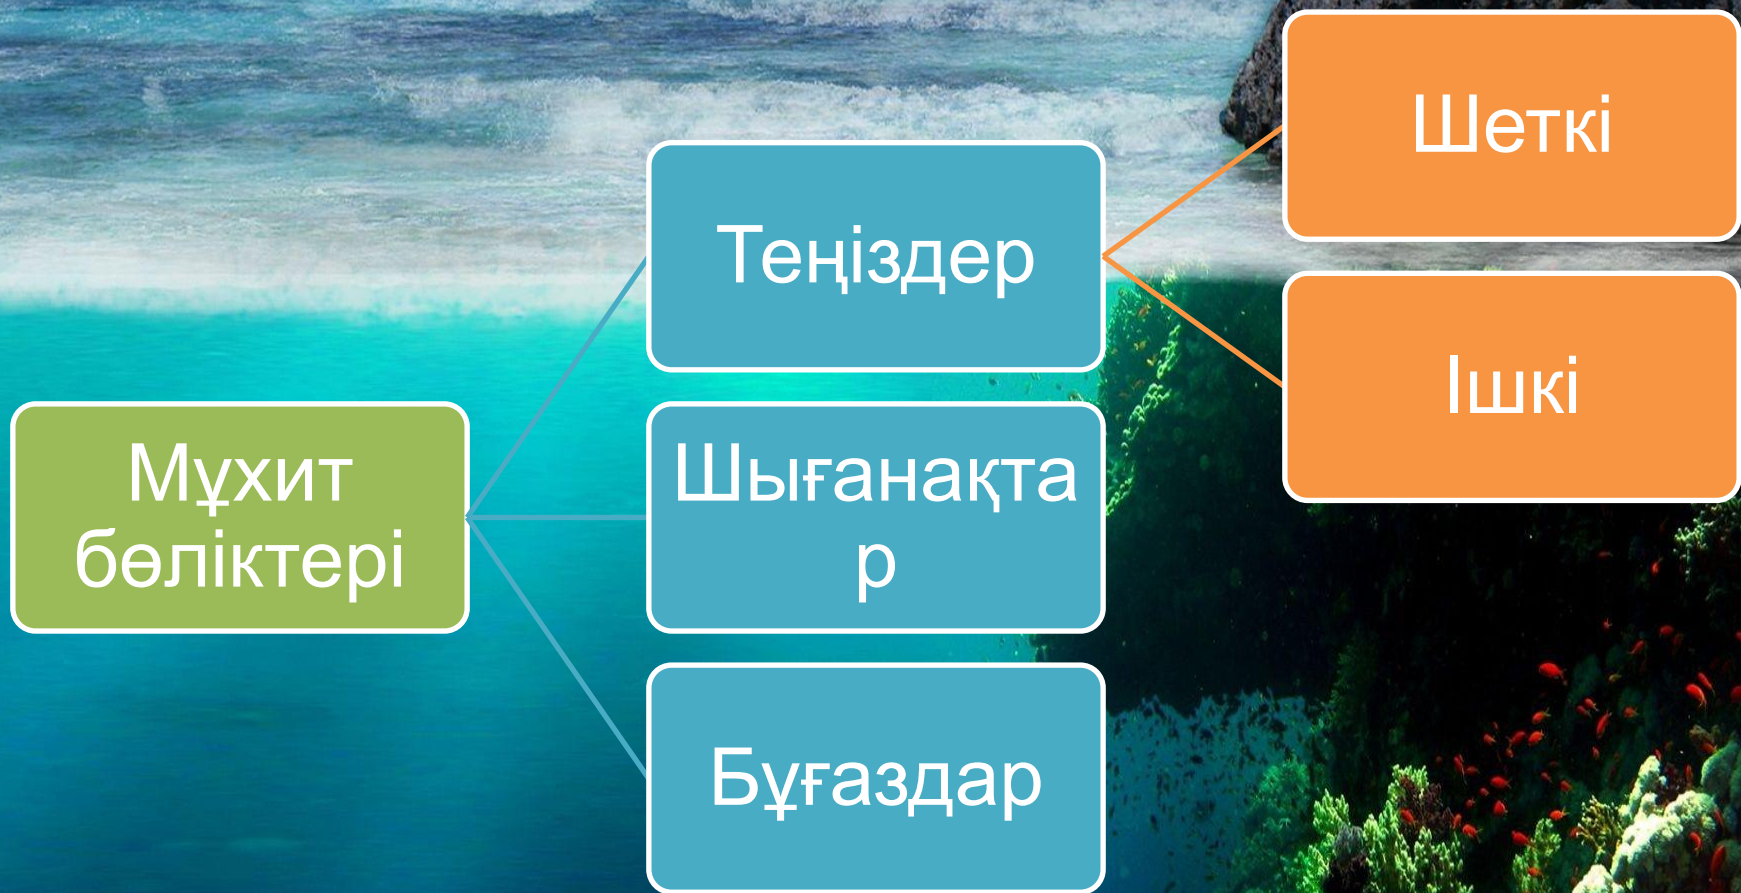 Мұхит
бөліктері
Теңіздер
Шығанақта
р
Бұғаздар
Шеткі
Ішкі